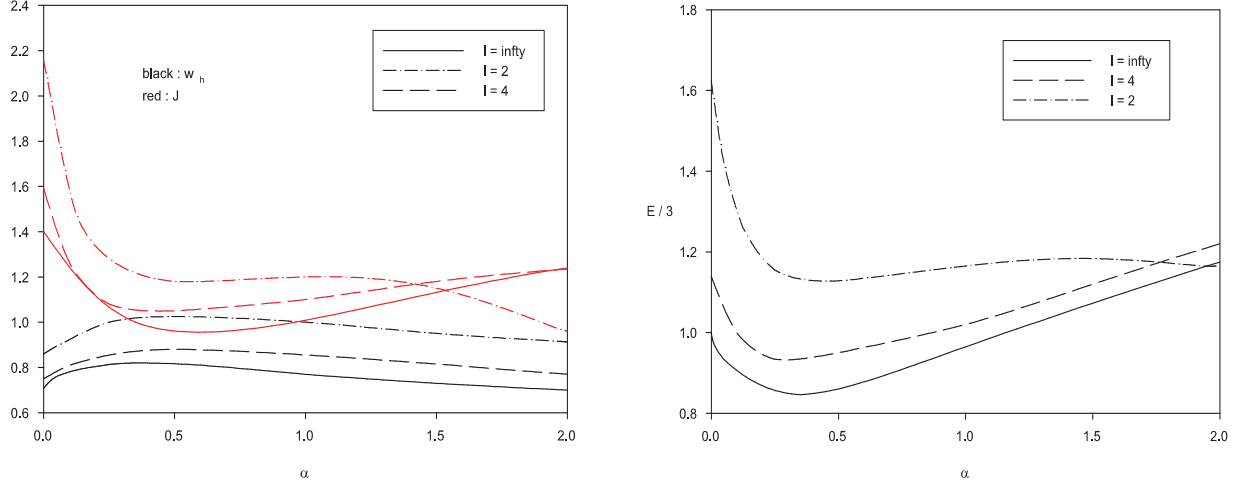 2.4
2.2
2.0
1.8
1.6
1.4
1.2
1.0
0.8
0.6
0.0
0.5
1.0
1.5
2.0
α
black : w h
red : J
I = infty
I = 2
I = 4
1.8
1.6
1.4
1.2
1.0
0.8
E / 3
0.0
0.5
1.0
1.5
2.0
α
I = infty
I = 4
I = 2